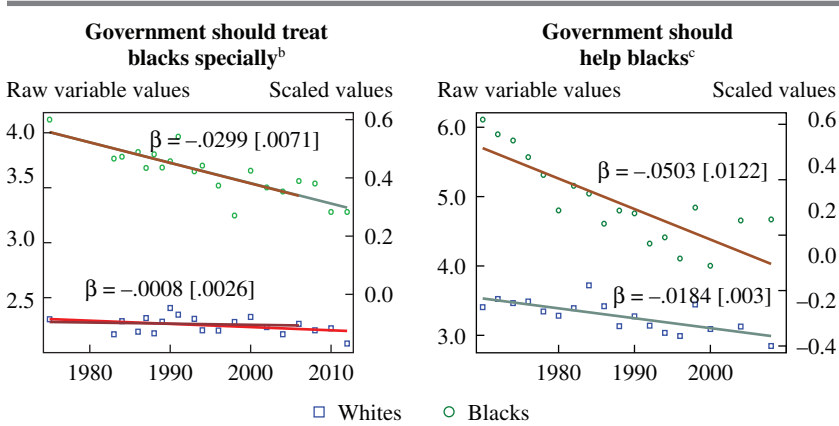 Government should treat
blacks specially^b
Raw variable values Scaled values
4.0
3.5
3.0
2.5
0.6
0.4
0.2
0.0
β = –.0299 [.0071]
β = –.0008 [.0026]
1980 1990 2000 2010
Government should
help blacks^c
Raw variable values Scaled values
6.0
5.0
4.0
3.0
0.6
0.4
0.2
0.0
–0.2
–0.4
β = –.0503 [.0122]
β = –.0184 [.003]
1980 1990 2000
Whites Blacks